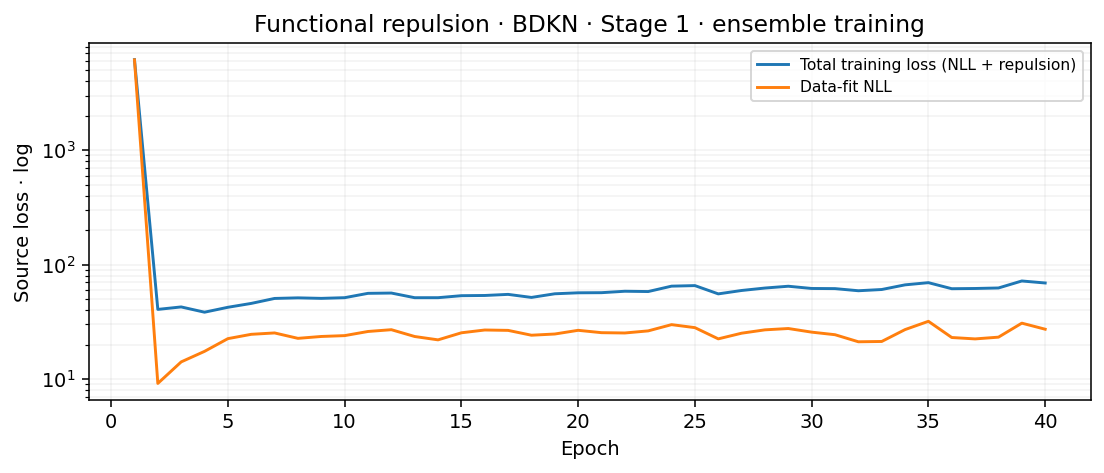 Functional repulsion · BDKN · Stage 1 · ensemble training
Total training loss (NLL + repulsion)
Data-fit NLL
Source loss · log
10³
10²
10¹
0 5 10 15 20 25 30 35 40
Epoch